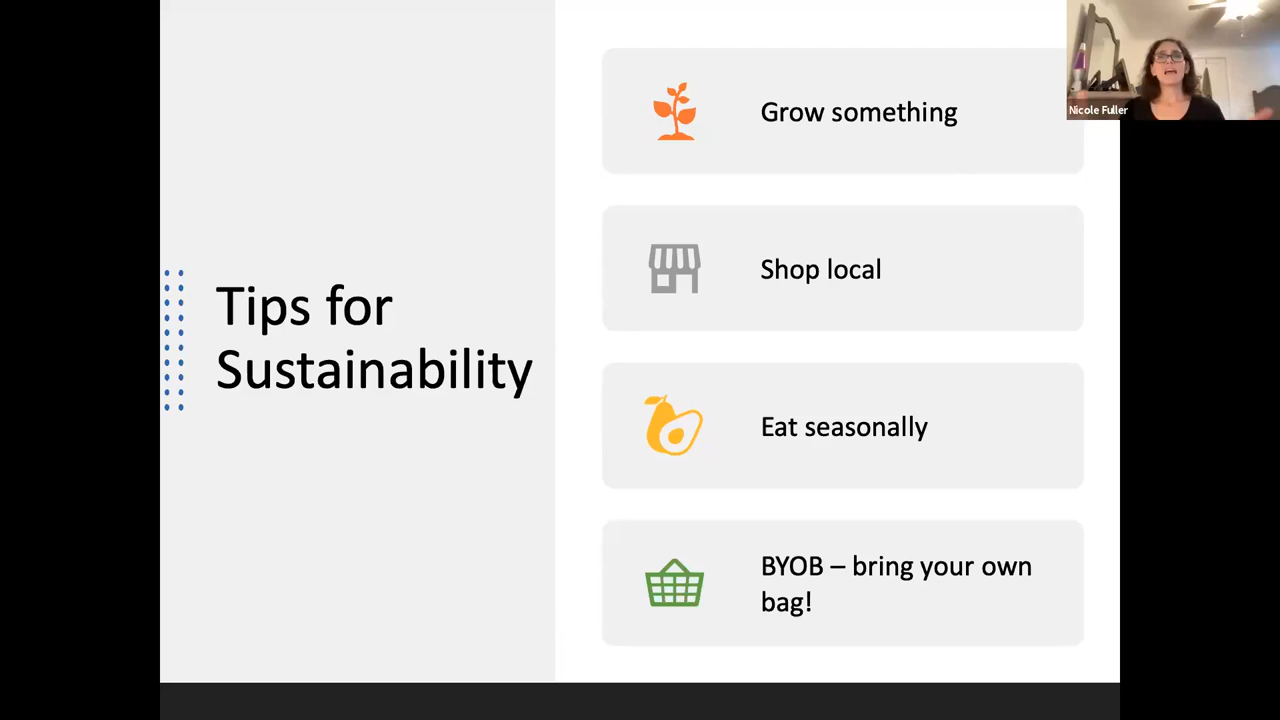 Tips for
Sustainability
Grow something
Shop local
Eat seasonally
BYOB – bring your own
bag!
Nicole Fuller